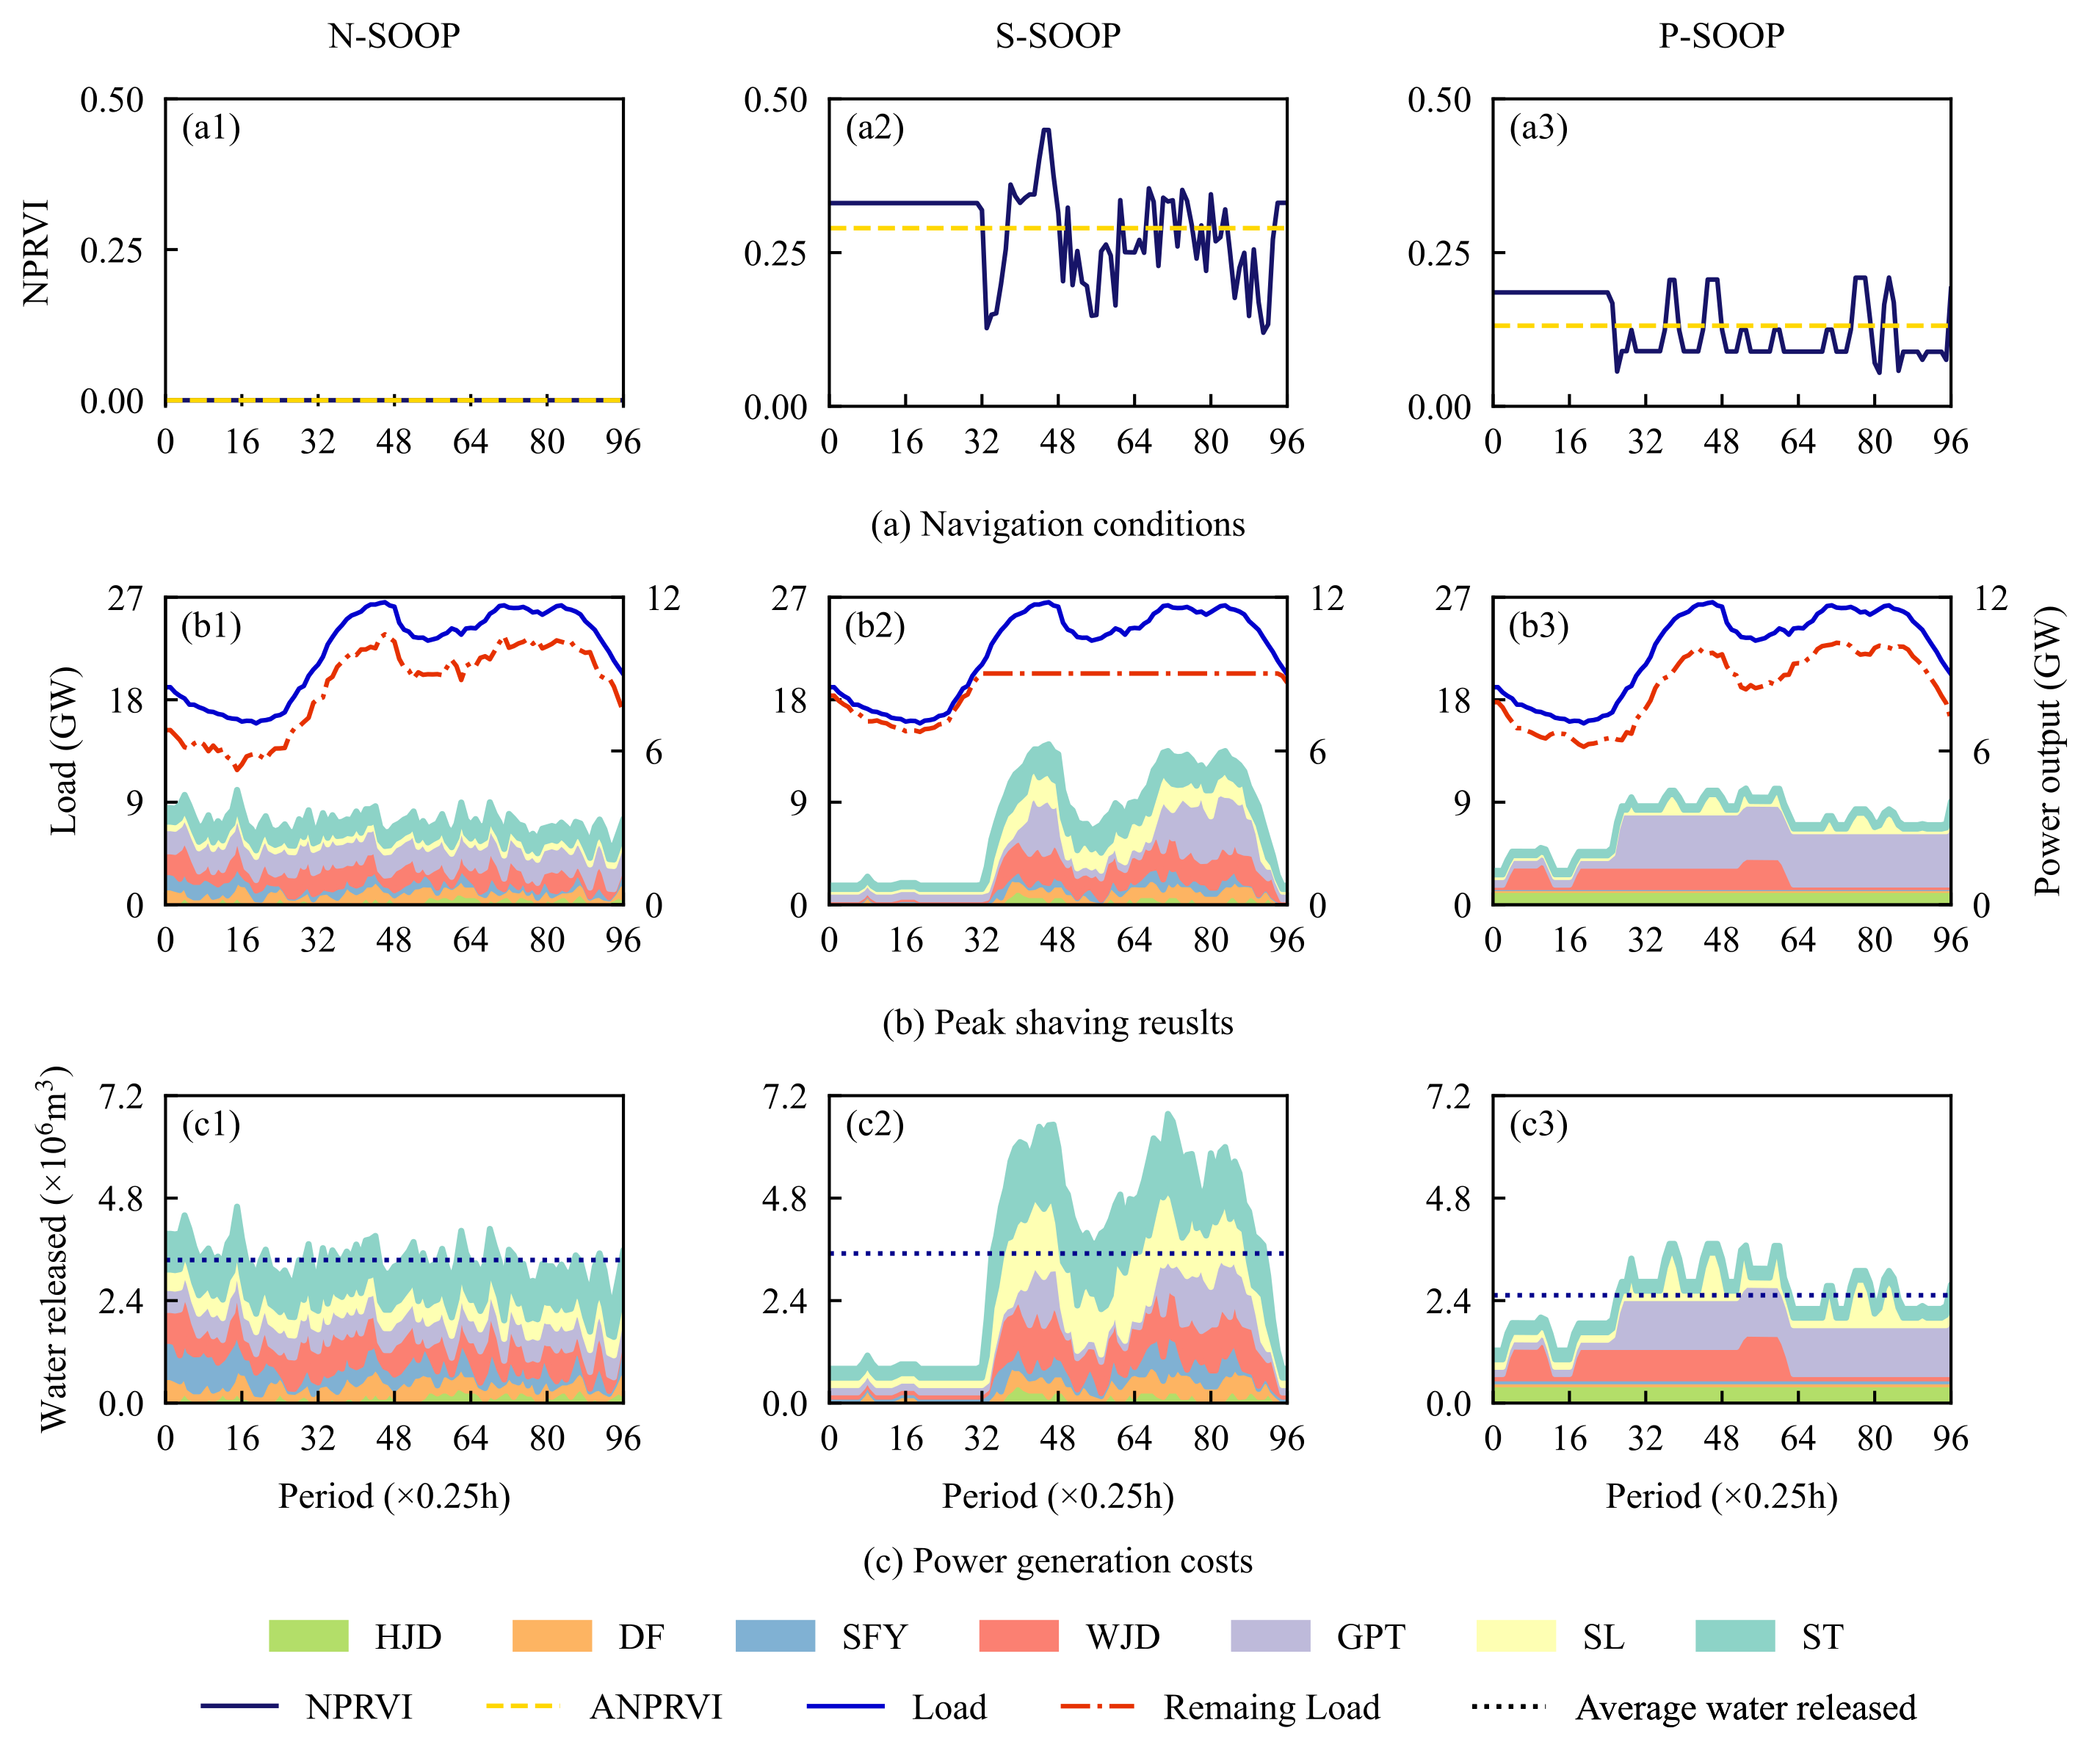 N-SOOP S-SOOP P-SOOP
0.50 0.50 0.50
(a1) (a2) (a3)
NPRVI
0.25 0.25 0.25
0.00 0.00 0.00
0 16 32 48 64 80 96 0 16 32 48 64 80 96 0 16 32 48 64 80 96
(a) Navigation conditions
27 12 27 12 27 12
(b1) (b2) (b3)
Load (GW)
18 6 18 6 18 6
Power output (GW)
9 9 9
0 0 0 0 0 0
0 16 32 48 64 80 96 0 16 32 48 64 80 96 0 16 32 48 64 80 96
(b) Peak shaving reuslts
7.2 7.2 7.2
(c1) (c2) (c3)
Water released (×10⁶m³)
4.8 4.8 4.8
2.4 2.4 2.4
0.0 0.0 0.0
0 16 32 48 64 80 96 0 16 32 48 64 80 96 0 16 32 48 64 80 96
Period (×0.25h) Period (×0.25h) Period (×0.25h)
(c) Power generation costs
HJD DF SFY WJD GPT SL ST
NPRVI ANPRVI Load Remaing Load Average water released